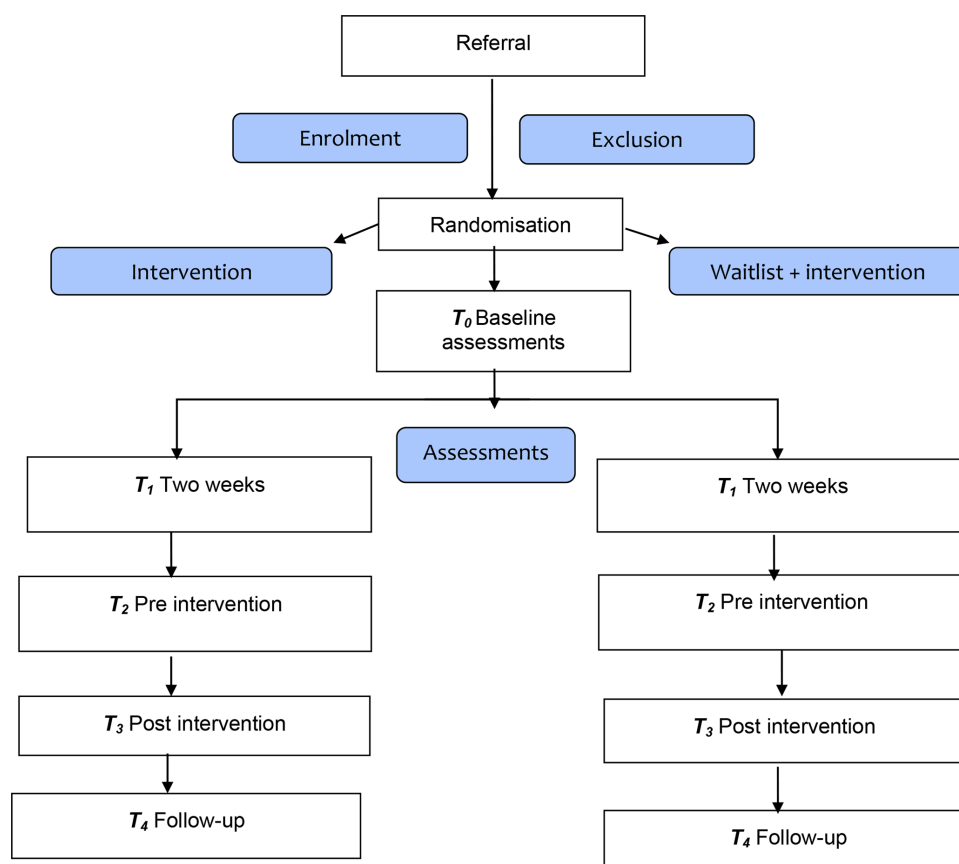 Referral
Enrolment
Exclusion
Randomisation
Intervention
Waitlist + intervention
T₀ Baseline
assessments
Assessments
T₁ Two weeks
T₁ Two weeks
T₂ Pre intervention
T₂ Pre intervention
T₃ Post intervention
T₃ Post intervention
T₄ Follow-up
T₄ Follow-up